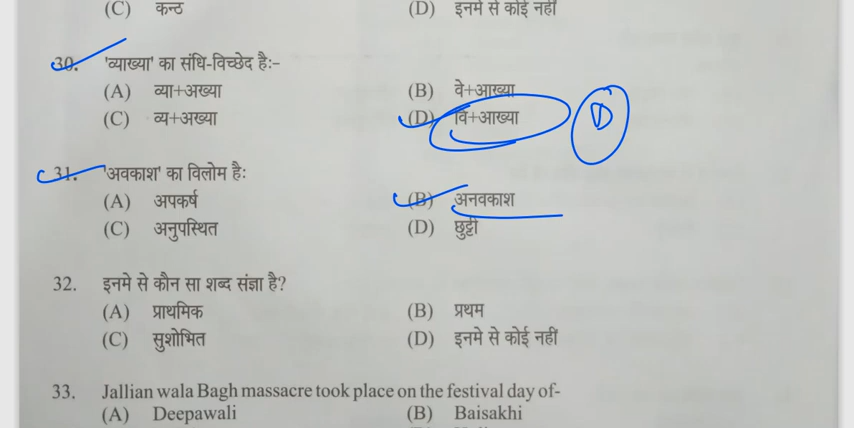 (C) कन्ठ (D) इनमे से कोई नहीं
30. 'व्याख्या' का संधि-विच्छेद है:-
(A) व्या+अख्या (B) वे+आख्या
(C) व्य+अख्या (D) वि+आख्या D
31. 'अवकाश' का विलोम है:
(A) अपकर्ष (B) अनवकाश
(C) अनुपस्थित (D) छुट्टी
32. इनमे से कौन सा शब्द संज्ञा है?
(A) प्राथमिक (B) प्रथम
(C) सुशोभित (D) इनमे से कोई नहीं
33. Jallian wala Bagh massacre took place on the festival day of-
(A) Deepawali (B) Baisakhi